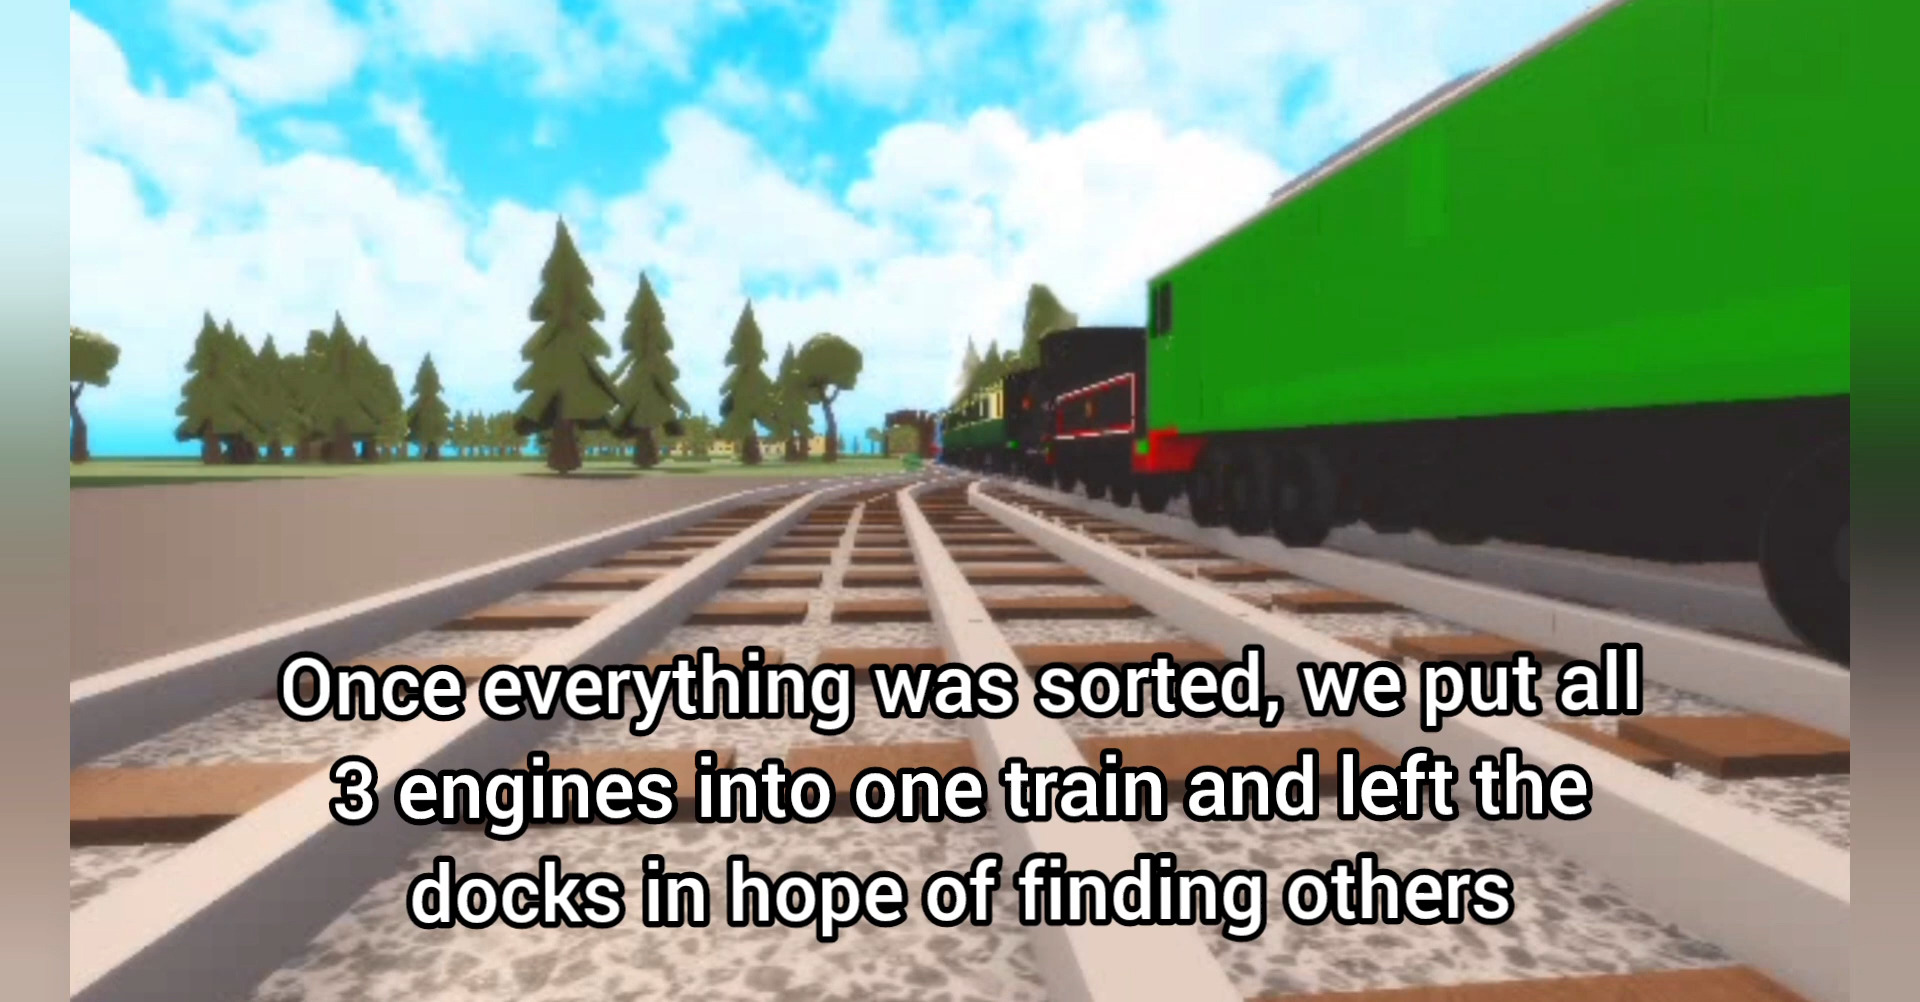 Once everything was sorted, we put all
3 engines into one train and left the
docks in hope of finding others